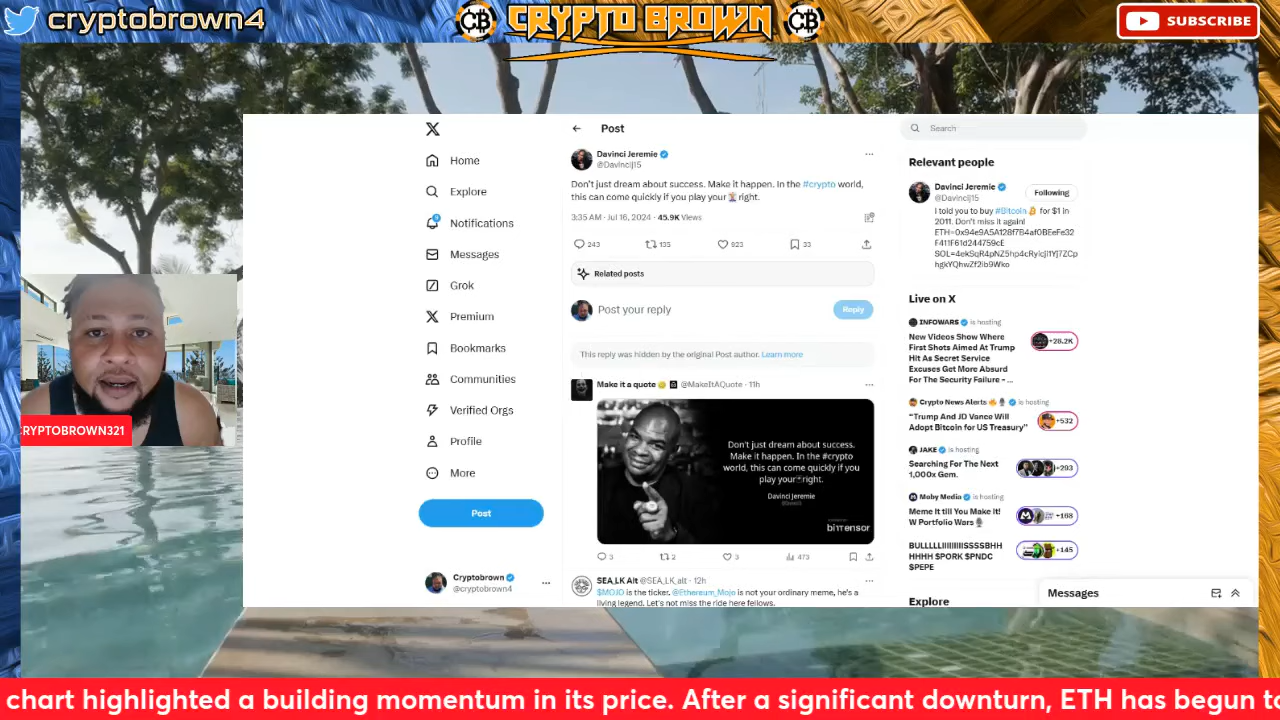 cryptobrown4
CB
CRYPTO BROWN
CB
SUBSCRIBE
Home
Explore
Notifications
Messages
Grok
Premium
Bookmarks
Communities
Verified Orgs
Profile
More
Post
Cryptobrown
@cryptobrown4
Post
Davinci Jeremie
@Davincij15
Don't just dream about success. Make it happen. In the #crypto world,
this can come quickly if you play your right.
3:35 AM · Jul 16, 2024 · 45.9K Views
243 135 923 33
Related posts
Post your reply
Reply
This reply was hidden by the original Post author. Learn more
Make it a quote @MakeItAQuote · 11h
Don't just dream about success.
Make it happen. In the #crypto
world, this can come quickly if you
play your right.
Davinci Jeremie
bittensor
3 2 3 473
SEA_LK Alt @SEA_LK_alt · 12h
$MOJO is the ticker. @Ethereum_Mojo is not your ordinary meme, he's a
living legend. Let's not miss the ride here fellows.
Search
Relevant people
Davinci Jeremie
@Davincij15
Following
I told you to buy #Bitcoin for $1 in
2011. Don't miss it again!
Live on X
INFOWARS is hosting
New Videos Show Where
First Shots Aimed At Trump
Hit As Secret Service
Excuses Get More Absurd
For The Security Failure - ...
+28.2K
Crypto News Alerts is hosting
"Trump And JD Vance Will
Adopt Bitcoin for US Treasury"
+532
JAKE is hosting
Searching For The Next
1,000x Gem.
+203
Moby Media is hosting
Meme It till You Make It!
W Portfolio Wars
+168
HHHH $PORK $PNDC
$PEPE
+145
Explore
Messages
RYPTOBROWN321
chart highlighted a building momentum in its price. After a significant downturn, ETH has begun to